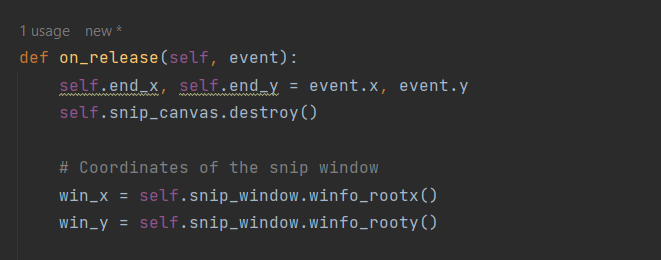 1 usage new *
def on_release(self, event):
    self.end_x, self.end_y = event.x, event.y
    self.snip_canvas.destroy()
    # Coordinates of the snip window
    win_x = self.snip_window.winfo_rootx()
    win_y = self.snip_window.winfo_rooty()